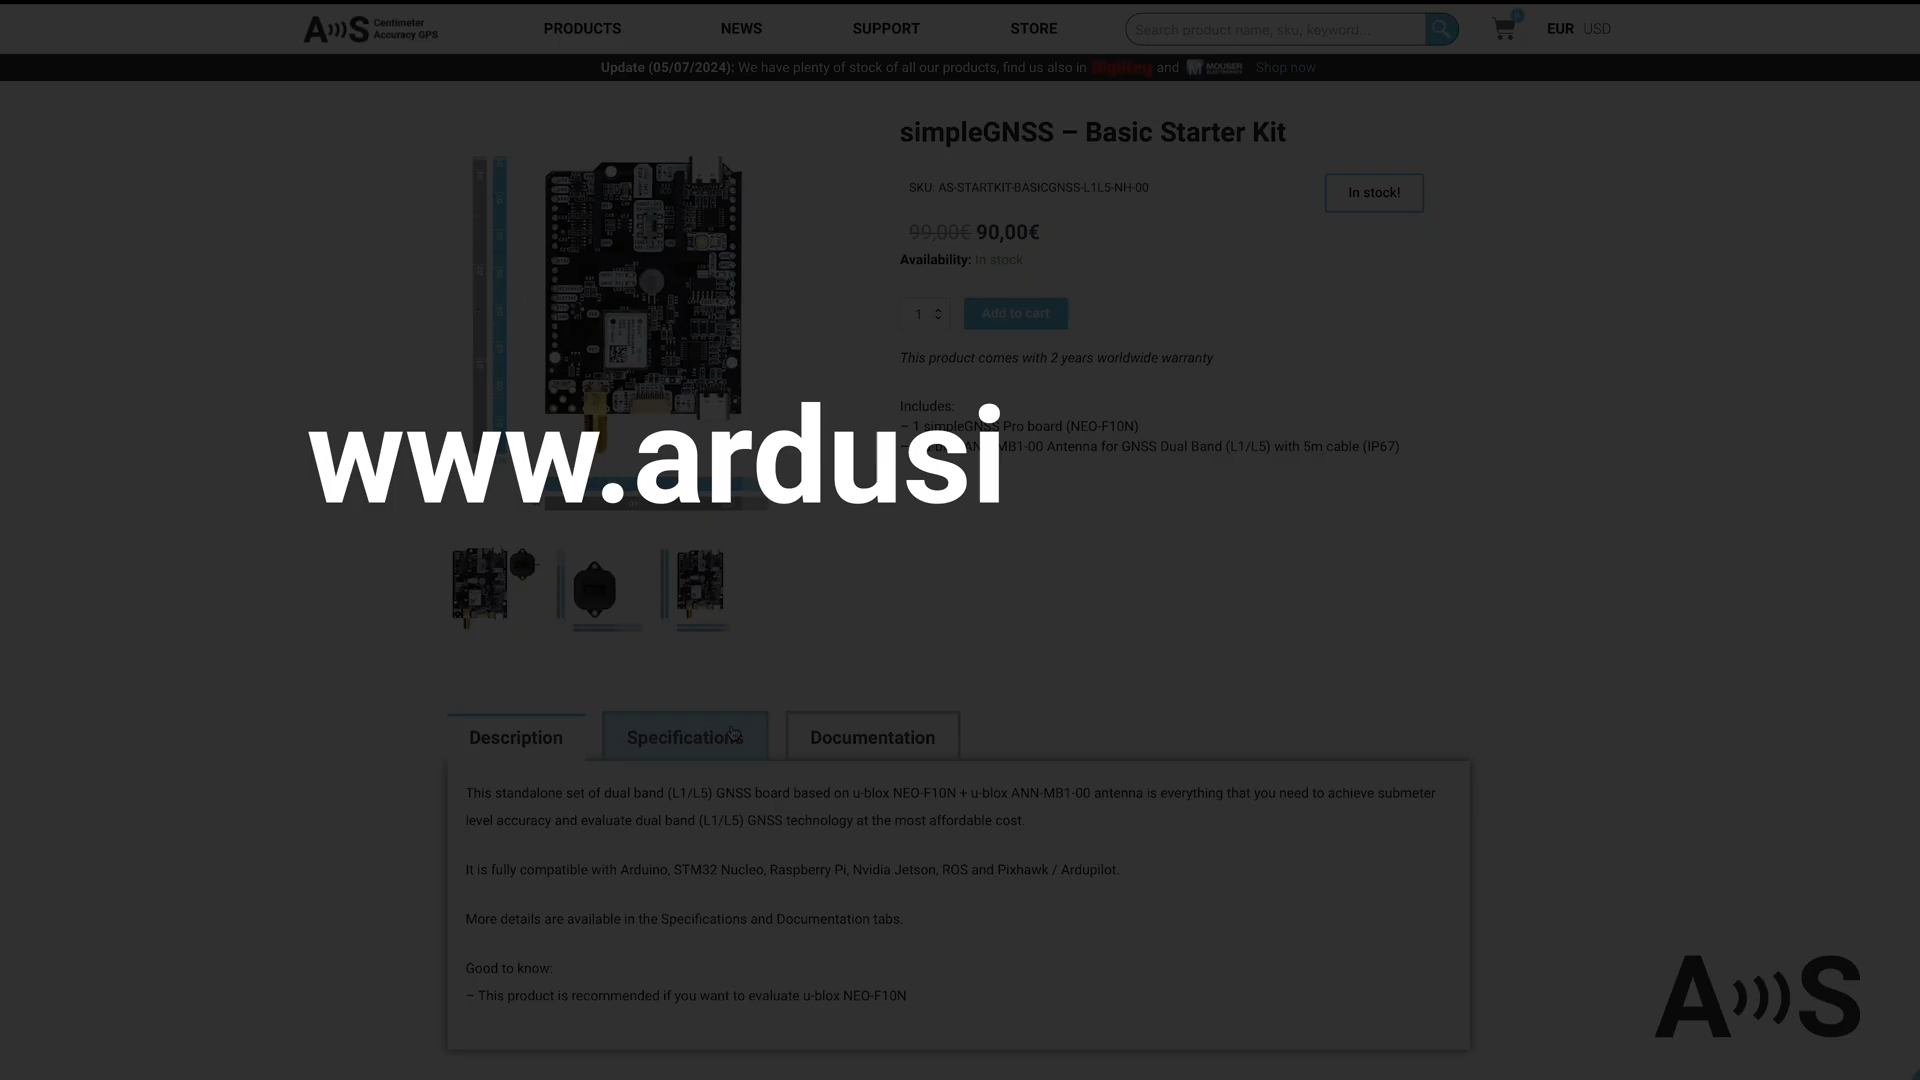 A S Centimeter Accuracy GPS
PRODUCTS NEWS SUPPORT STORE Search product name, sku, keyword... 0 EUR USD
Update (05/07/2024): We have plenty of stock of all our products, find us also in DigiKey and MOUSER ELECTRONICS Shop now
simpleGNSS – Basic Starter Kit
SKU: AS-STARTKIT-BASICGNSS-L1L5-NH-00
In stock!
99,00€ 90,00€
Availability: In stock
1 Add to cart
This product comes with 2 years worldwide warranty
Includes:
– 1 simpleGNSS Pro board (NEO-F10N)
MB1-00 Antenna for GNSS Dual Band (L1/L5) with 5m cable (IP67)
www.ardusi
Description Specifications Documentation
This standalone set of dual band (L1/L5) GNSS board based on u-blox NEO-F10N + u-blox ANN-MB1-00 antenna is everything that you need to achieve submeter
level accuracy and evaluate dual band (L1/L5) GNSS technology at the most affordable cost.
It is fully compatible with Arduino, STM32 Nucleo, Raspberry Pi, Nvidia Jetson, ROS and Pixhawk / Ardupilot.
More details are available in the Specifications and Documentation tabs.
Good to know:
– This product is recommended if you want to evaluate u-blox NEO-F10N
A S